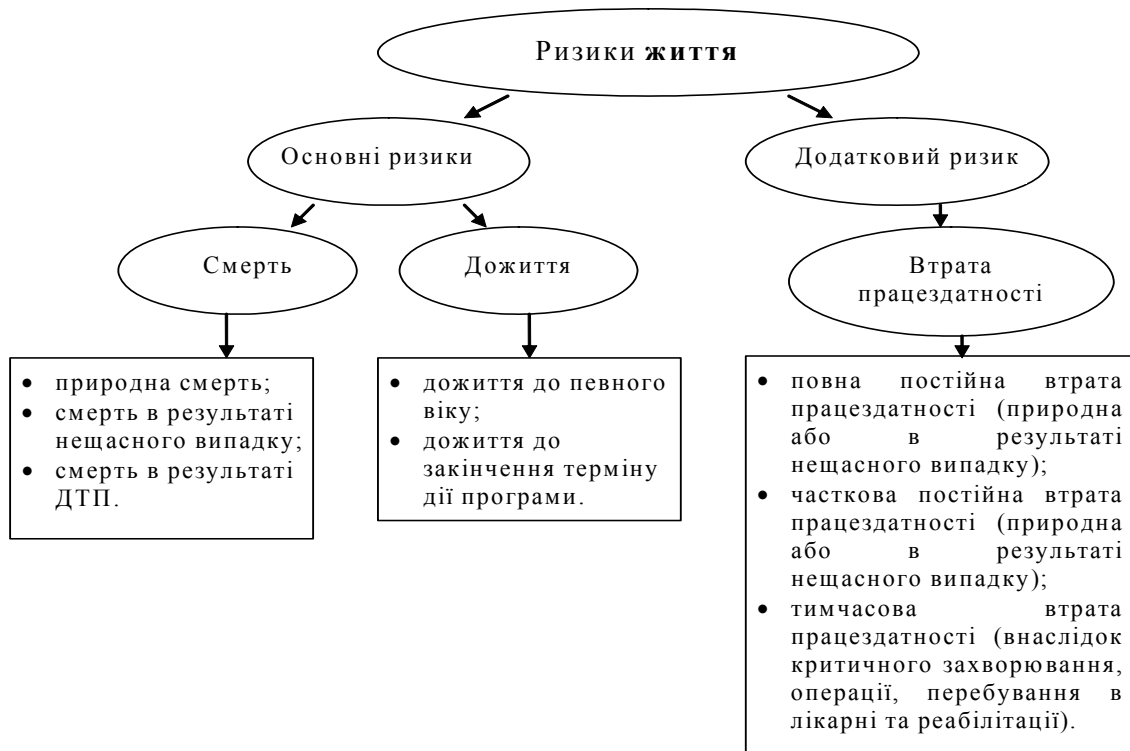 Ризики життя
Основні ризики
Додатковий ризик
Смерть
Дожиття
Втрата
працездатності
• природна смерть;
• смерть в результаті
нещасного випадку;
• смерть в результаті
ДТП.
• дожиття до певного
віку;
• дожиття до
закінчення терміну
дії програми.
• повна постійна втрата
працездатності (природна
або в результаті
нещасного випадку);
• часткова постійна втрата
працездатності (природна
або в результаті
нещасного випадку);
• тимчасова втрата
працездатності (внаслідок
критичного захворювання,
операції, перебування в
лікарні та реабілітації).